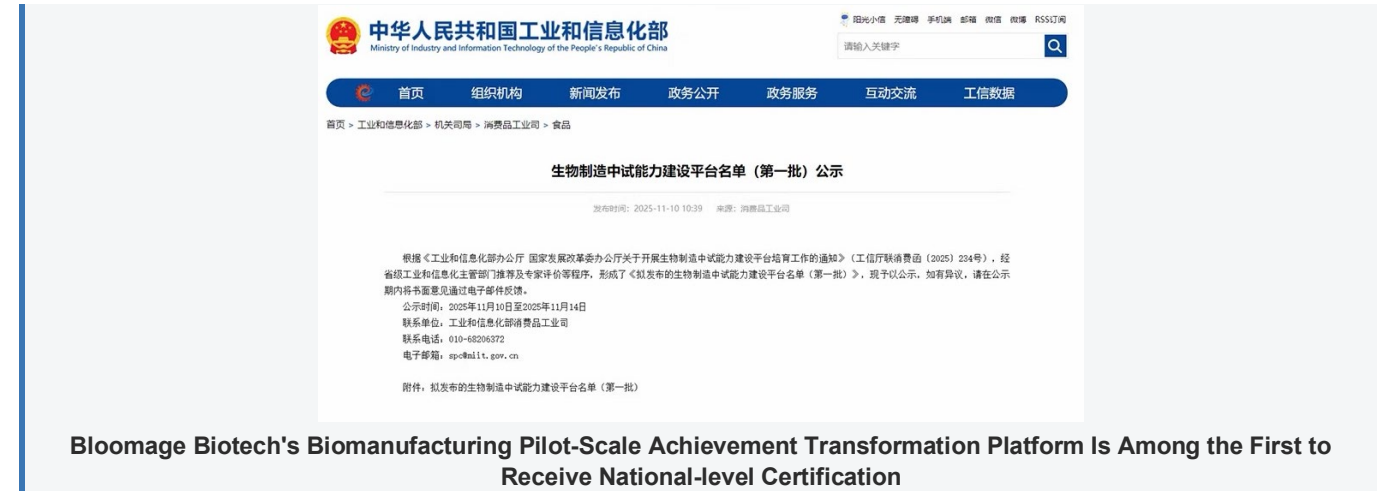 中华人民共和国工业和信息化部
Ministry of Industry and Information Technology of the People's Republic of China
阳光小信 无障碍 手机端 邮箱 微信 微博 RSS订阅
请输入关键字
首页 组织机构 新闻发布 政务公开 政务服务 互动交流 工信数据
首页 > 工业和信息化部 > 机关司局 > 消费品工业司 > 食品
生物制造中试能力建设平台名单（第一批）公示
发布时间：2025-11-10 10:39 来源：消费品工业司
根据《工业和信息化部办公厅 国家发展改革委办公厅关于开展生物制造中试能力建设平台培育工作的通知》（工信厅联消费函〔2025〕234号），经
省级工业和信息化主管部门推荐及专家评价等程序，形成了《拟发布的生物制造中试能力建设平台名单（第一批）》，现予以公示，如有异议，请在公示
期内将书面意见通过电子邮件反馈。
公示时间：2025年11月10日至2025年11月14日
联系单位：工业和信息化部消费品工业司
联系电话：010-68206372
电子邮箱：spc@miit.gov.cn
附件：拟发布的生物制造中试能力建设平台名单（第一批）
Bloomage Biotech's Biomanufacturing Pilot-Scale Achievement Transformation Platform Is Among the First to
Receive National-level Certification